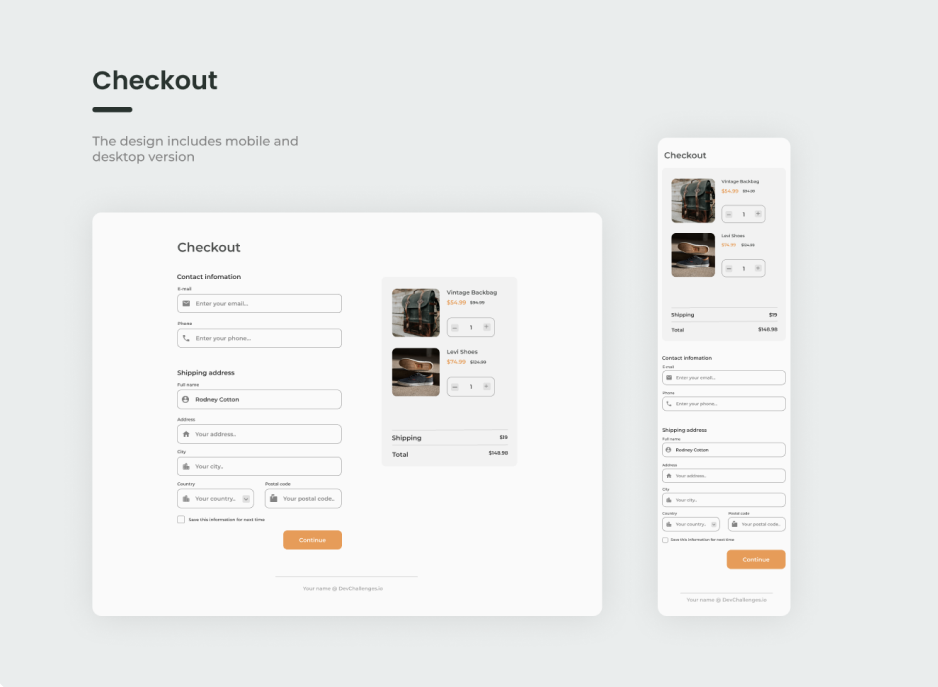 Checkout
The design includes mobile and
desktop version
Checkout
Contact infomation
E-mail
Enter your email...
Phone
Enter your phone...
Shipping address
Full name
Rodney Cotton
Address
Your address..
City
Your city..
Country
Postal code
Your country..
Your postal code..
Save this information for next time
Continue
Vintage Backbag
$54.99 $94.99
1
Levi Shoes
$74.99 $124.99
1
Shipping $19
Total $148.98
Your name @ DevChallenges.io
Checkout
Vintage Backbag
$54.99 $94.99
1
Levi Shoes
$74.99 $124.99
1
Shipping $19
Total $148.98
Contact infomation
E-mail
Enter your email...
Phone
Enter your phone...
Shipping address
Full name
Rodney Cotton
Address
Your address..
City
Your city..
Country
Postal code
Your country..
Your postal code..
Save this information for next time
Continue
Your name @ DevChallenges.io